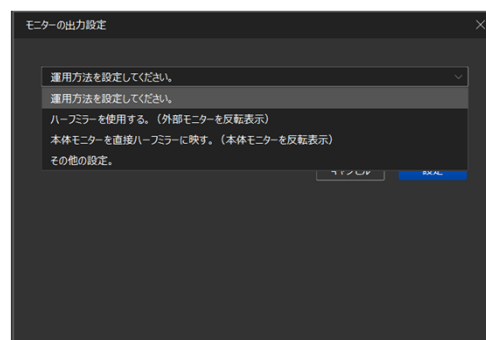 モニターの出力設定
運用方法を設定してください。
運用方法を設定してください。
ハーフミラーを使用する。（外部モニターを反転表示）
本体モニターを直接ハーフミラーに映す。（本体モニターを反転表示）
その他の設定。
キャンセル
設定